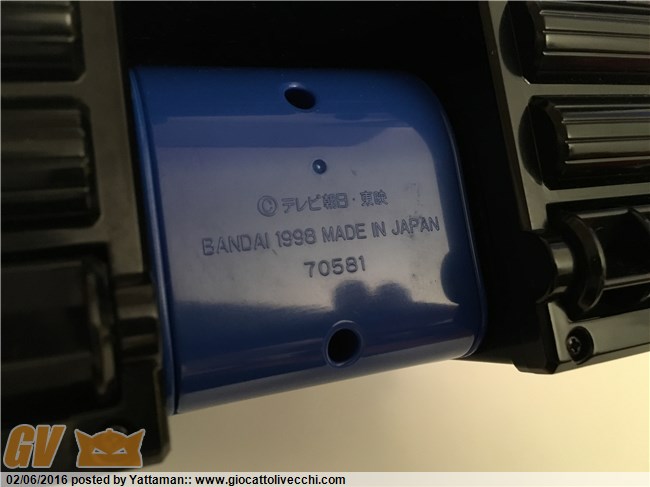 © テレビ朝日・東映
BANDAI 1998 MADE IN JAPAN
70581
GV
02/06/2016 posted by Yattaman:: www.giocattolivecchi.com